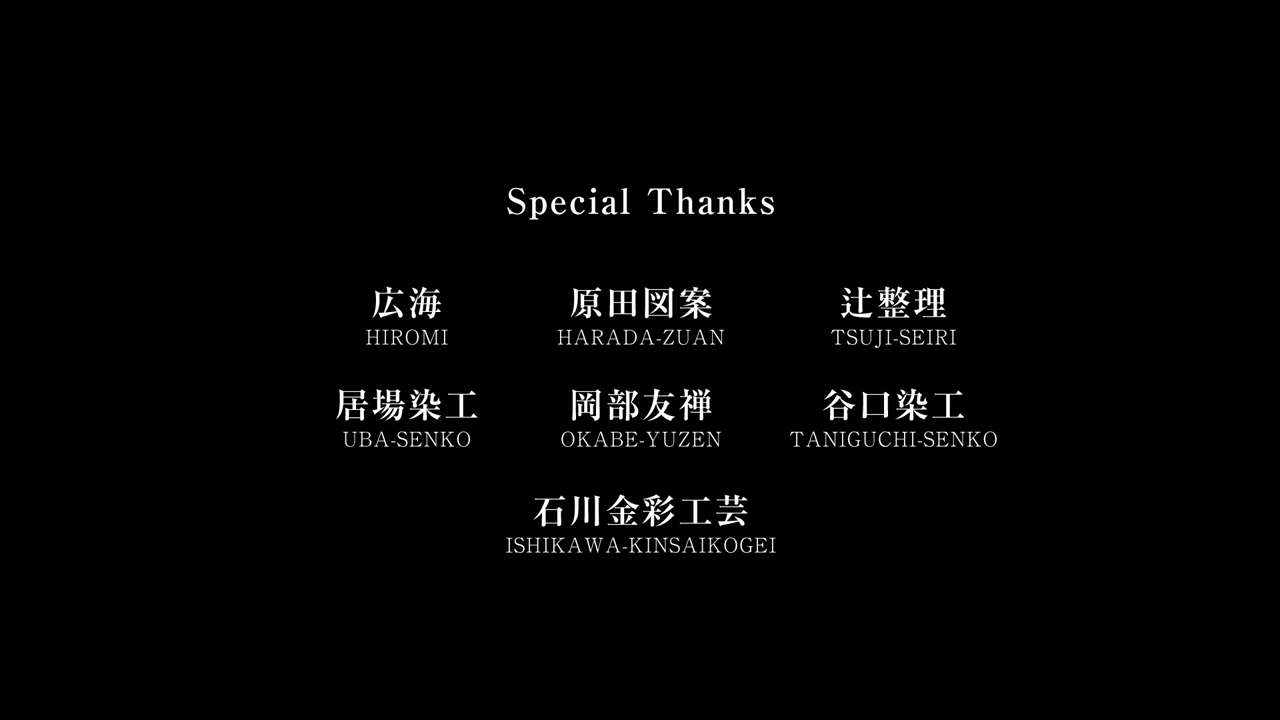 Special Thanks
広海 原田図案 辻整理
HIROMI HARADA-ZUAN TSUJI-SEIRI
居場染工 岡部友禅 谷口染工
UBA-SENKO OKABE-YUZEN TANIGUCHI-SENKO
石川金彩工芸
ISHIKAWA-KINSAIKOGEI